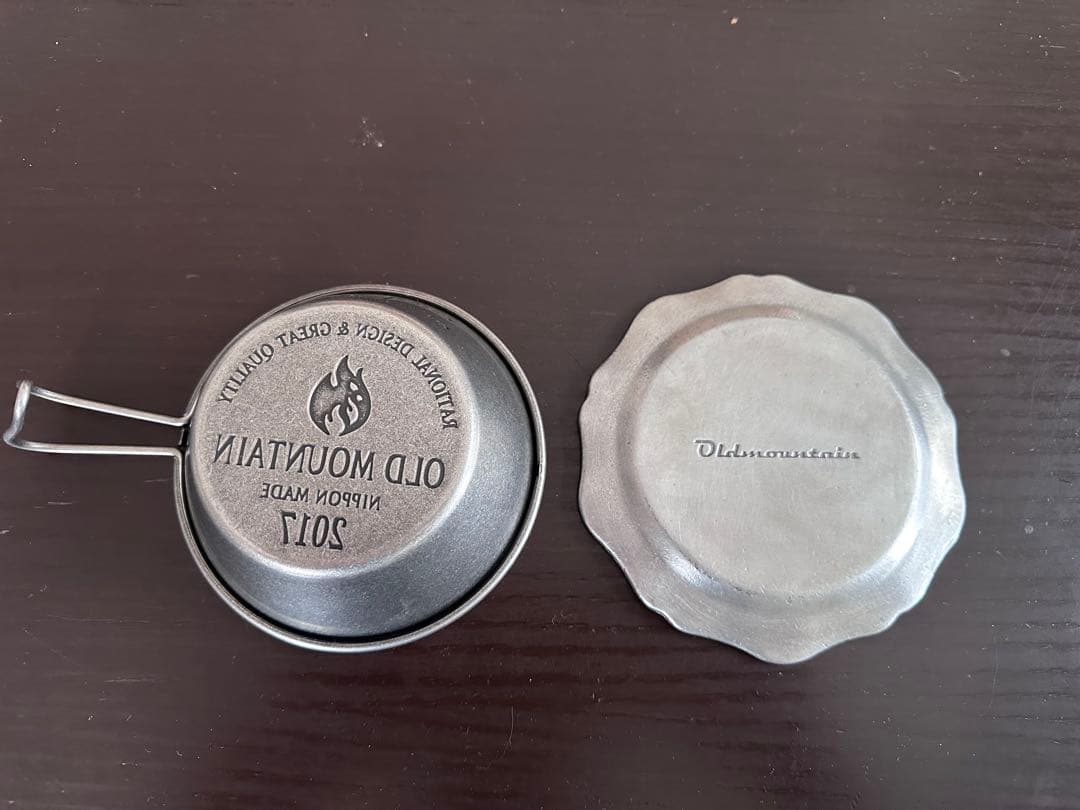 RATIONAL DESIGN & GREAT QUALITY
OLD MOUNTAIN
NIPPON MADE
2017
Oldmountain